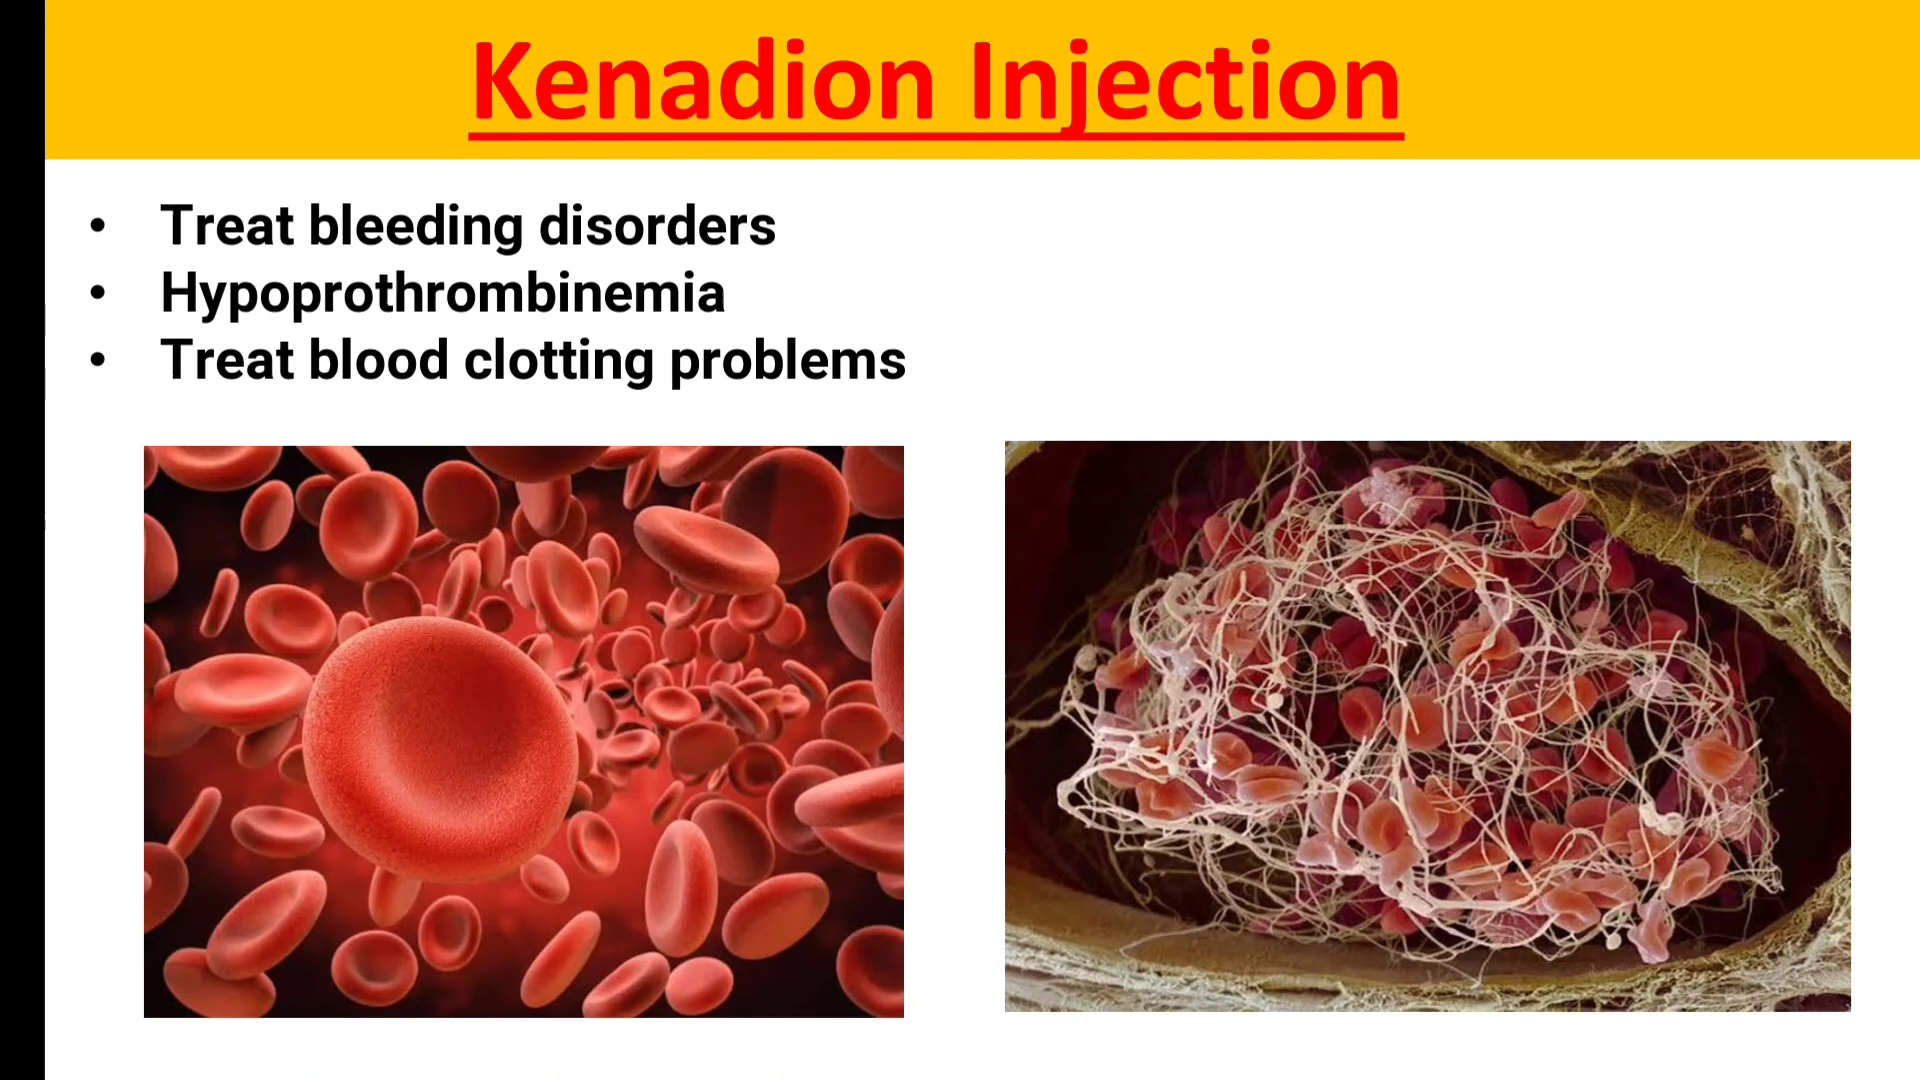 Kenadion Injection
• Treat bleeding disorders
• Hypoprothrombinemia
• Treat blood clotting problems